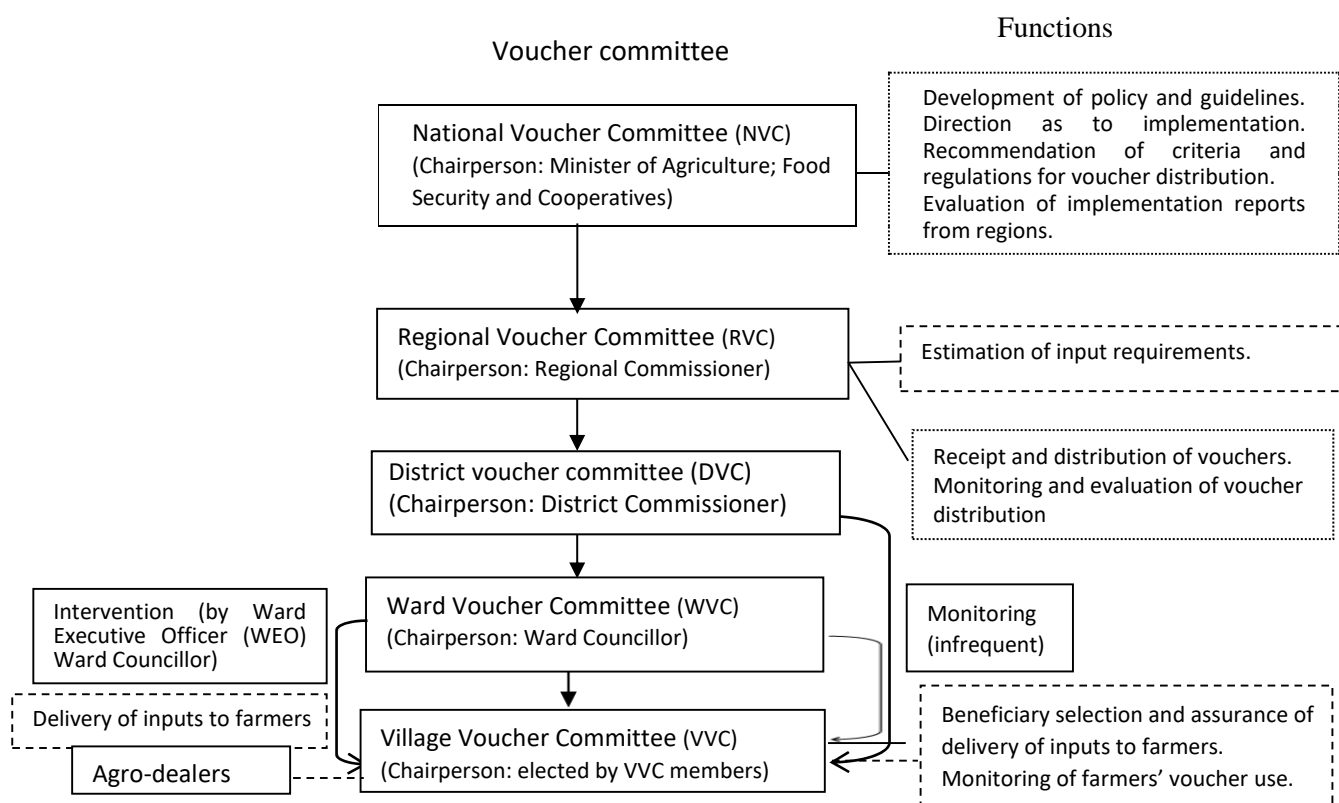 Functions
Voucher committee
National Voucher Committee (NVC)
(Chairperson: Minister of Agriculture; Food
Security and Cooperatives)
Development of policy and guidelines.
Direction as to implementation.
Recommendation of criteria and
regulations for voucher distribution.
Evaluation of implementation reports
from regions.
Regional Voucher Committee (RVC)
(Chairperson: Regional Commissioner)
Estimation of input requirements.
Receipt and distribution of vouchers.
Monitoring and evaluation of voucher
distribution
District voucher committee (DVC)
(Chairperson: District Commissioner)
Intervention (by Ward
Executive Officer (WEO)
Ward Councillor)
Ward Voucher Committee (WVC)
(Chairperson: Ward Councillor)
Monitoring
(infrequent)
Delivery of inputs to farmers
Agro-dealers
Village Voucher Committee (VVC)
(Chairperson: elected by VVC members)
Beneficiary selection and assurance of
delivery of inputs to farmers.
Monitoring of farmers’ voucher use.